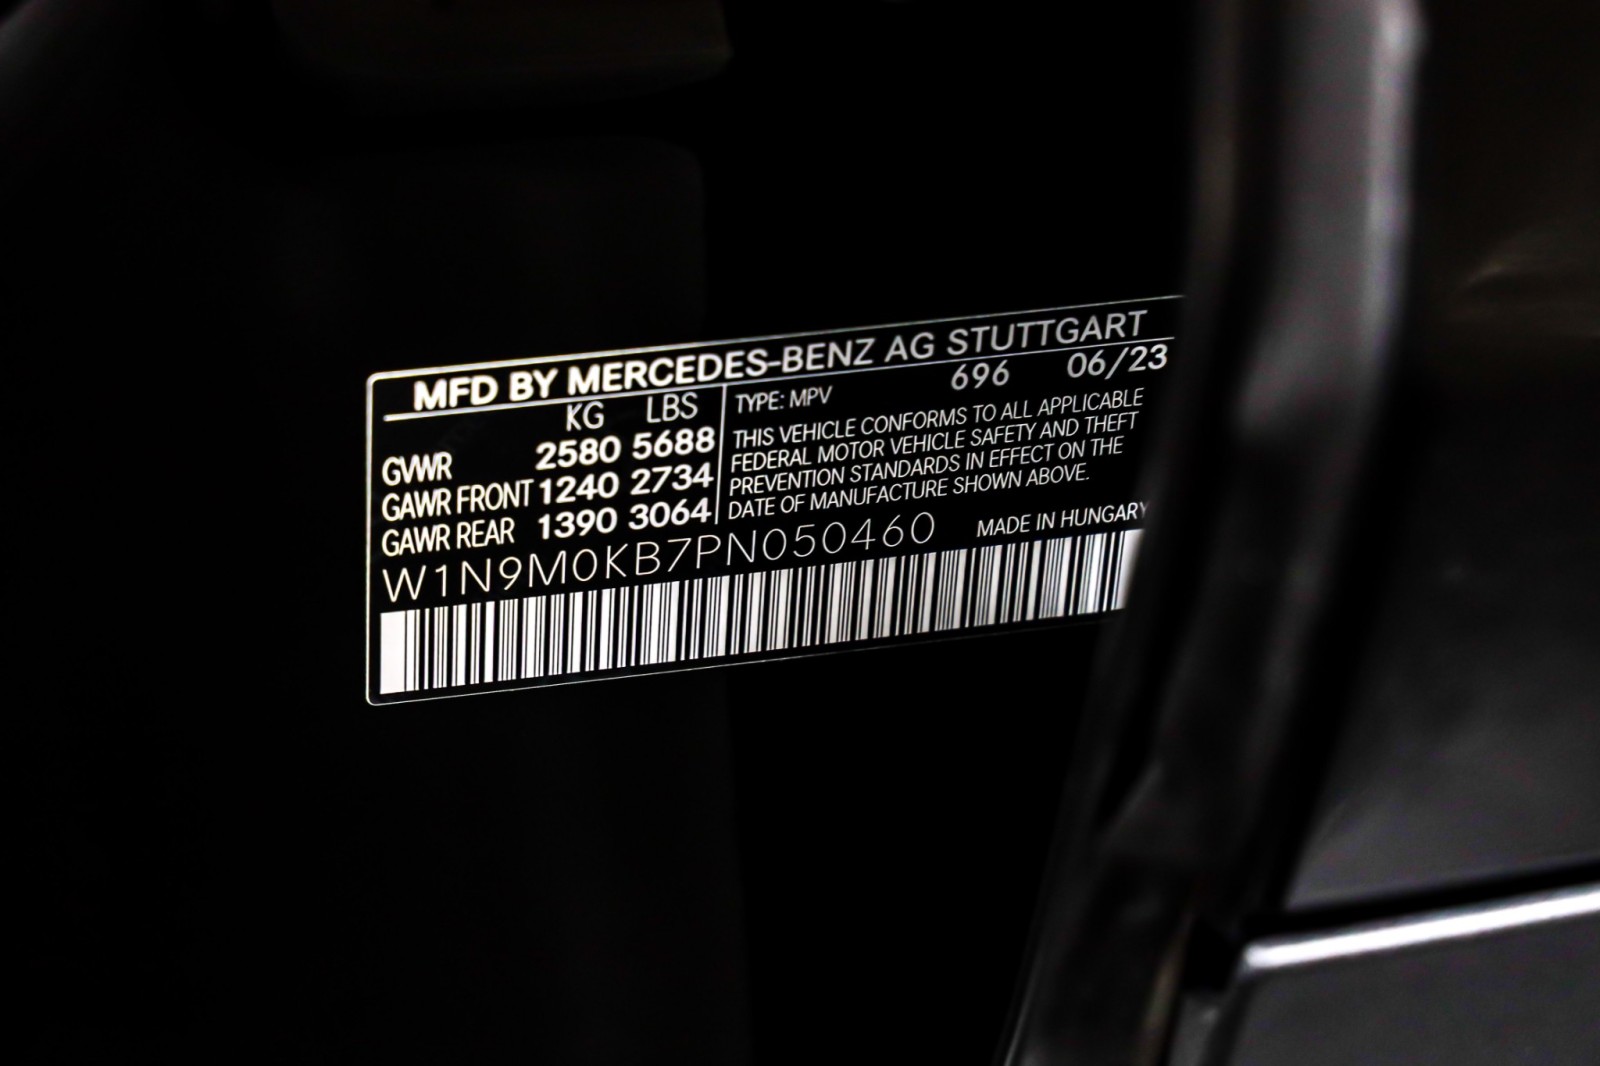 MFD BY MERCEDES-BENZ AG STUTTGART
KG LBS
GVWR 2580 5688
GAWR FRONT 1240 2734
GAWR REAR 1390 3064
TYPE: MPV 696 06/23
THIS VEHICLE CONFORMS TO ALL APPLICABLE
FEDERAL MOTOR VEHICLE SAFETY AND THEFT
PREVENTION STANDARDS IN EFFECT ON THE
DATE OF MANUFACTURE SHOWN ABOVE.
W1N9M0KB7PN050460 MADE IN HUNGARY